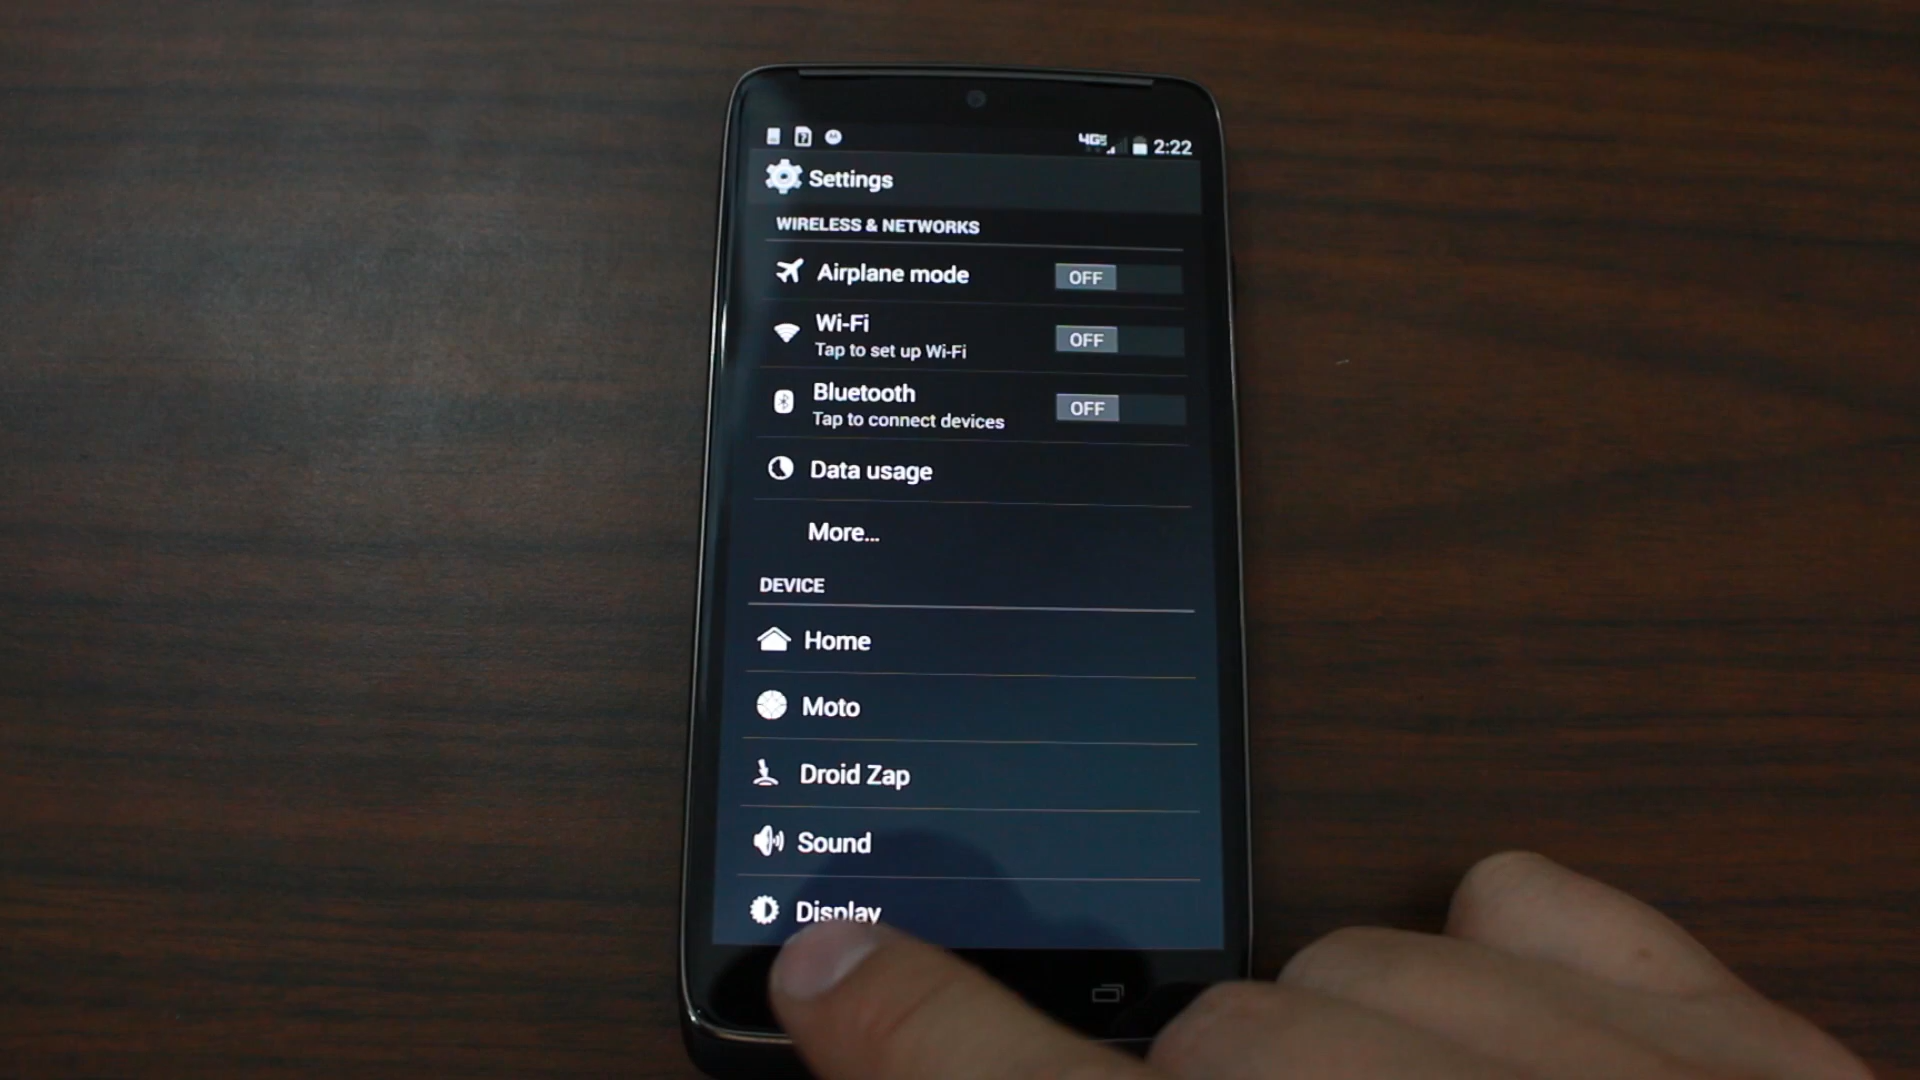 4G 2:22
Settings
WIRELESS & NETWORKS
Airplane mode OFF
Wi-Fi OFF
Tap to set up Wi-Fi
Bluetooth OFF
Tap to connect devices
Data usage
More...
DEVICE
Home
Moto
Droid Zap
Sound
Display